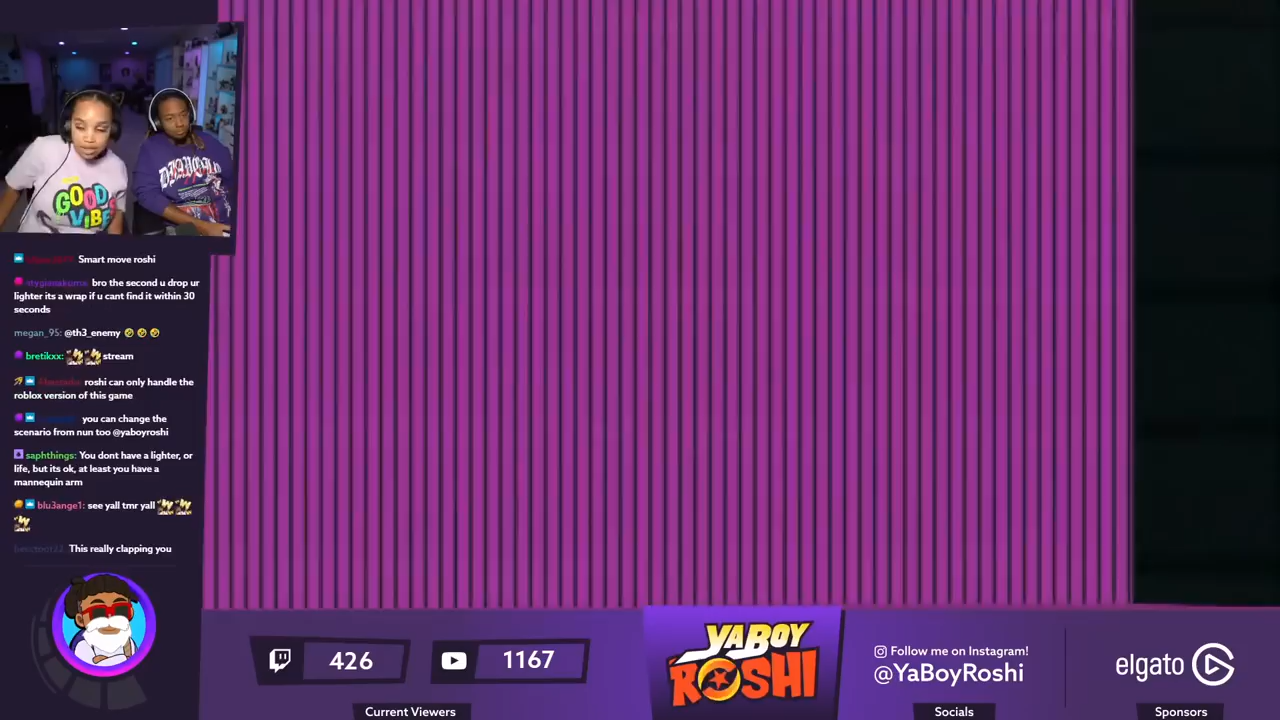 GOOD
VIBE
Smart move roshi
bro the second u drop ur
lighter its a wrap if u cant find it within 30
seconds
megan_95: @th3_enemy
bretikxx: stream
roshi can only handle the
roblox version of this game
you can change the
scenario from nun too @yaboyroshi
saphthings: You dont have a lighter, or
life, but its ok, at least you have a
mannequin arm
blu3ange1: see yall tmr yall
This really clapping you
426
1167
Current Viewers
YABOY
ROSHI
Follow me on Instagram!
@YaBoyRoshi
Socials
elgato
Sponsors